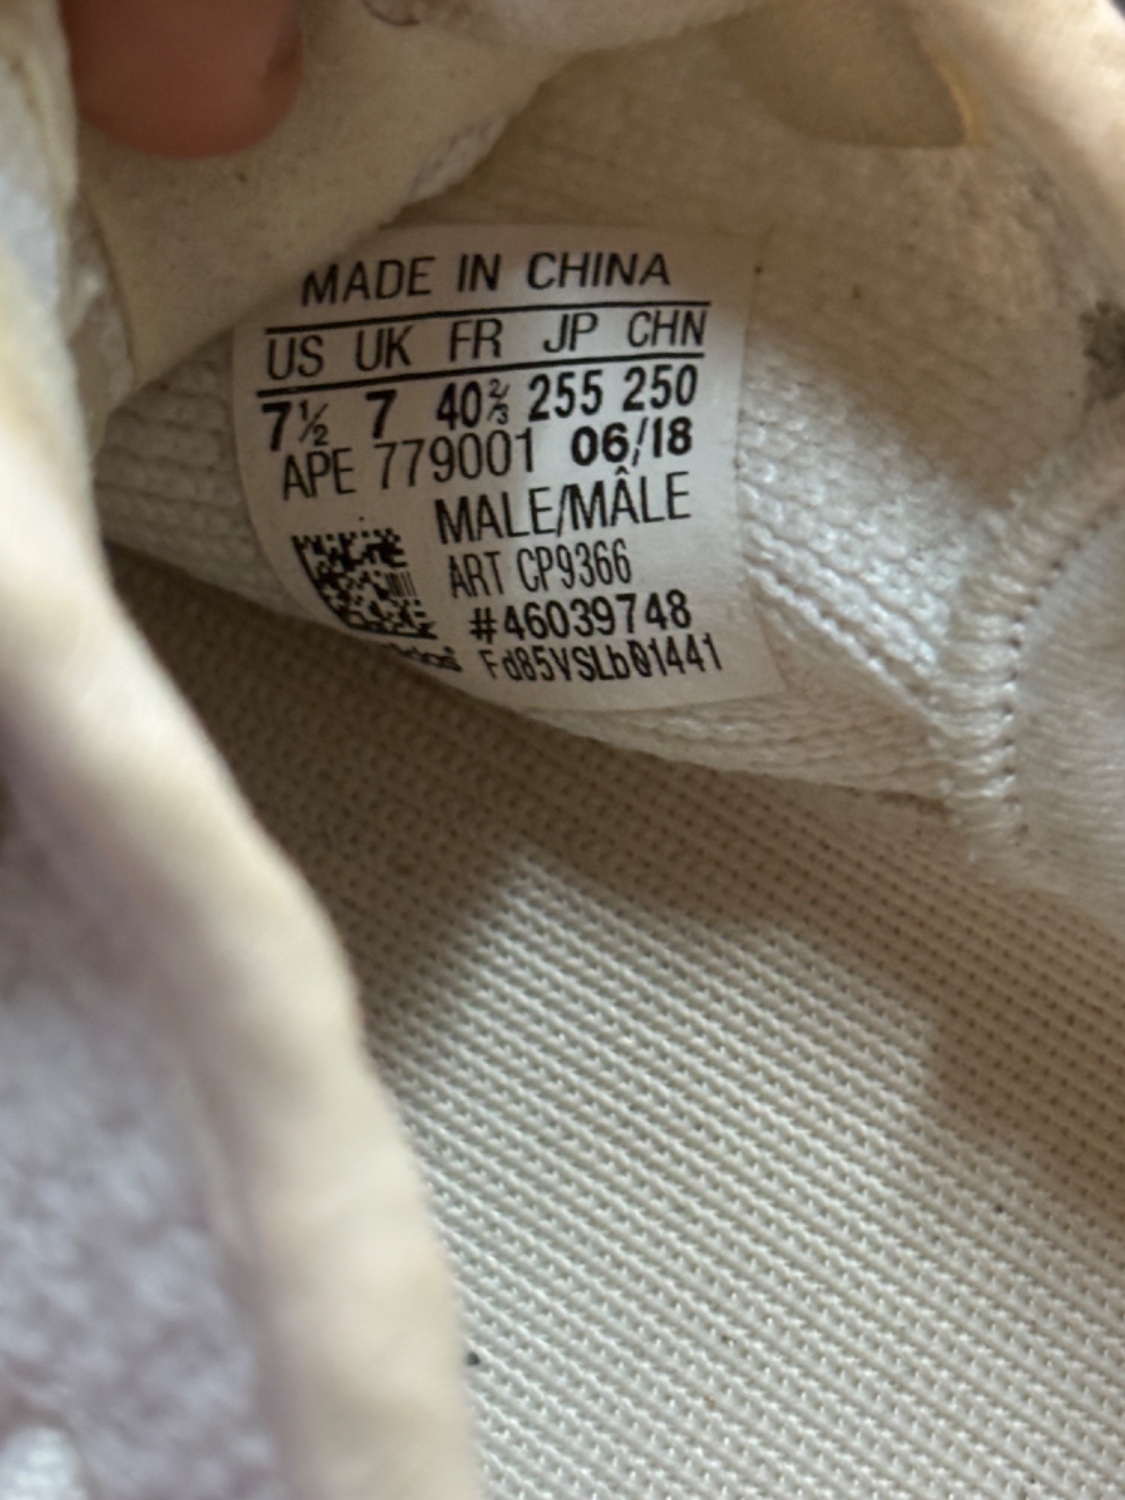 MADE IN CHINA
US UK FR JP CHN
7½ 7 40⅔ 255 250
APE 779001 06/18
MALE/MÂLE
ART CP9366
#46039748
Fd85VSLb01441